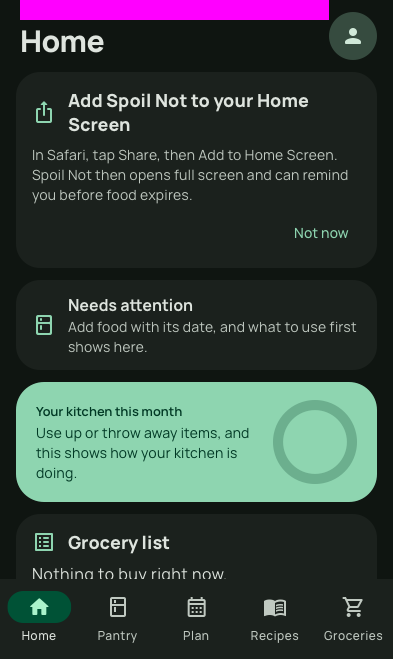 Home
Add Spoil Not to your Home
Screen
In Safari, tap Share, then Add to Home Screen.
Spoil Not then opens full screen and can remind
you before food expires.
Not now
Needs attention
Add food with its date, and what to use first
shows here.
Your kitchen this month
Use up or throw away items, and
this shows how your kitchen is
doing.
Grocery list
Nothing to buy right now.
Home
Pantry
Plan
Recipes
Groceries